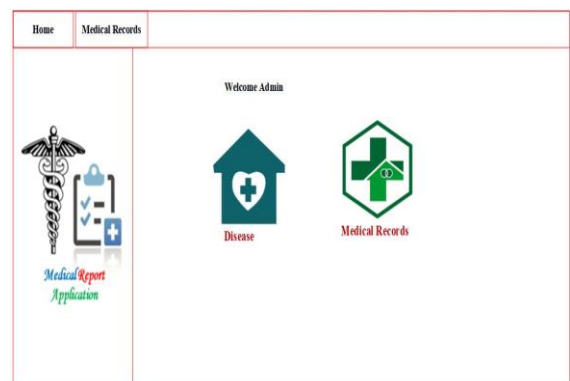 Home
Medical Records
Welcome Admin
Disease
Medical Records
Medical Report
Application